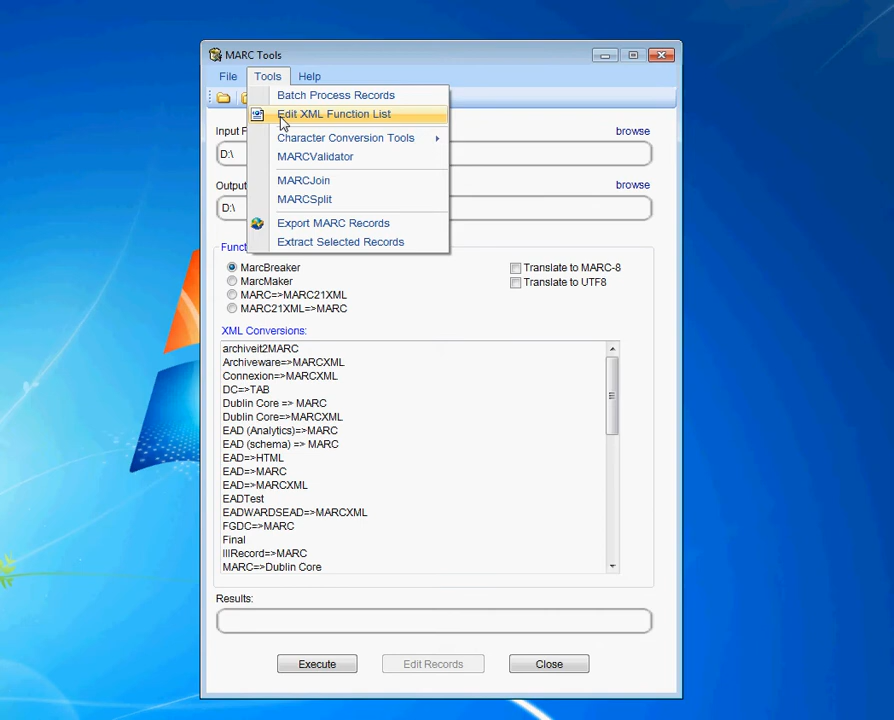 MARC Tools
File Tools Help
Batch Process Records
Edit XML Function List
Character Conversion Tools
MARCValidator
MARCJoin
MARCSplit
Export MARC Records
Extract Selected Records
browse
D:\
Output
browse
D:\
MarcBreaker
MarcMaker
MARC=>MARC21XML
MARC21XML=>MARC
Translate to MARC-8
Translate to UTF8
XML Conversions:
archiveit2MARC
Archiveware=>MARCXML
Connexion=>MARCXML
DC=>TAB
Dublin Core => MARC
Dublin Core=>MARCXML
EAD (Analytics)=>MARC
EAD (schema) => MARC
EAD=>HTML
EAD=>MARC
EAD=>MARCXML
EADTest
EADWARDSEAD=>MARCXML
FGDC=>MARC
Final
IIIRecord=>MARC
MARC=>Dublin Core
Results:
Execute Edit Records Close